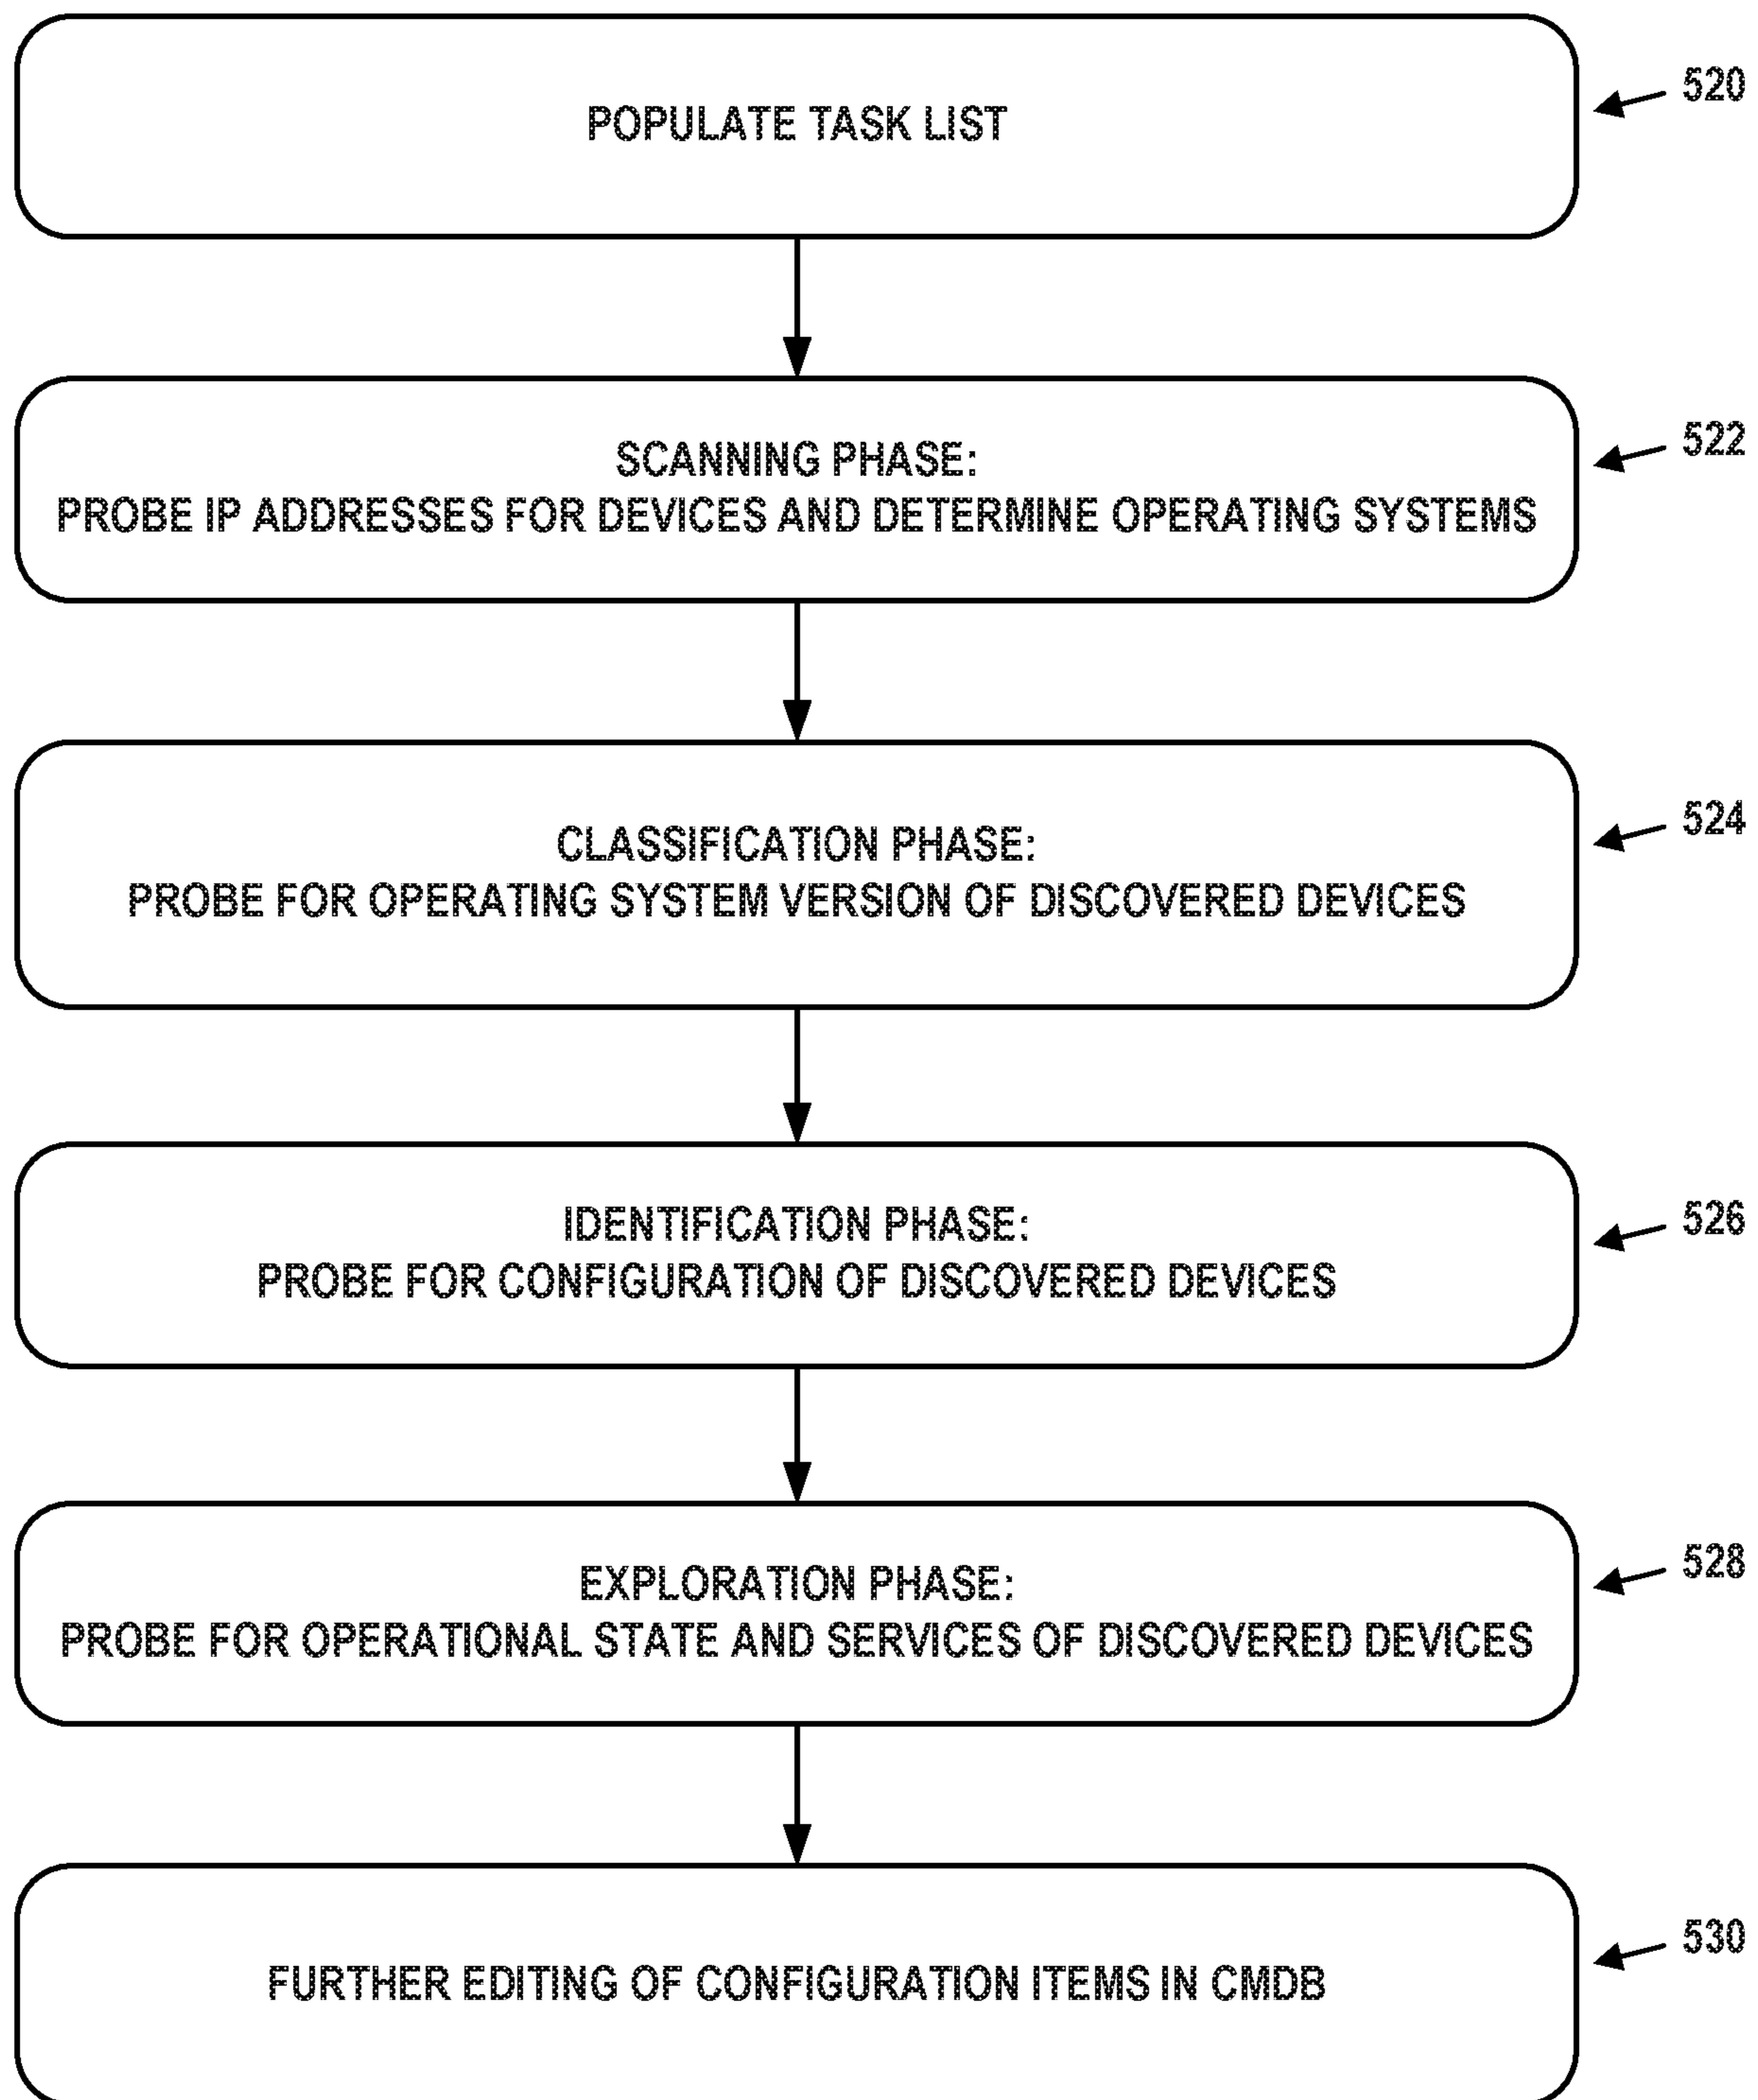 POPULATE TASK LIST
520
SCANNING PHASE:
PROBE IP ADDRESSES FOR DEVICES AND DETERMINE OPERATING SYSTEMS
522
CLASSIFICATION PHASE:
PROBE FOR OPERATING SYSTEM VERSION OF DISCOVERED DEVICES
524
IDENTIFICATION PHASE:
PROBE FOR CONFIGURATION OF DISCOVERED DEVICES
526
EXPLORATION PHASE:
PROBE FOR OPERATIONAL STATE AND SERVICES OF DISCOVERED DEVICES
528
FURTHER EDITING OF CONFIGURATION ITEMS IN CMDB
530